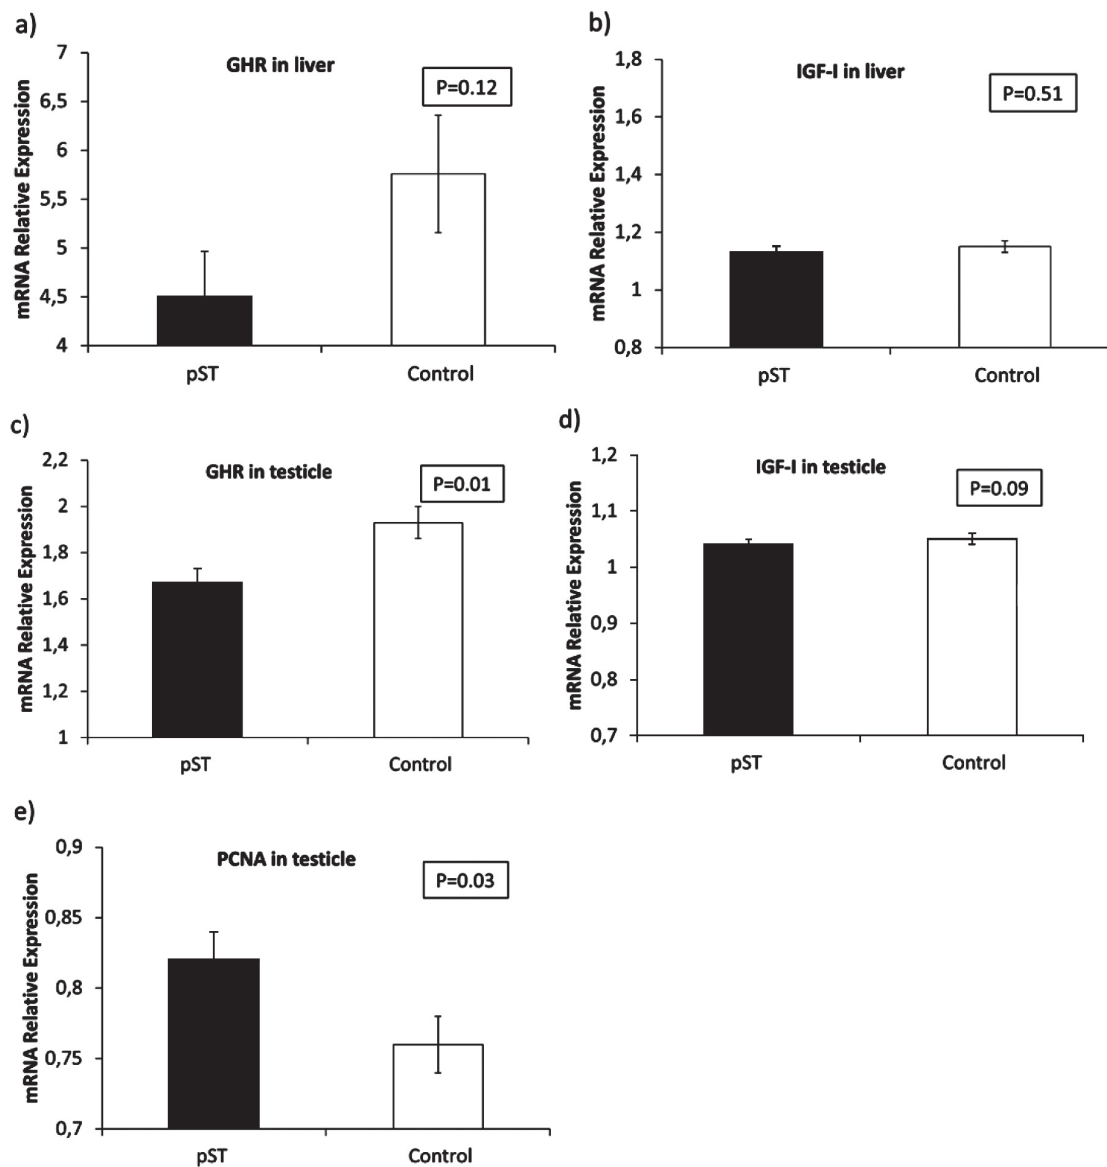 a)
GHR in liver
P=0.12
mRNA Relative Expression
7
6,5
6
5,5
5
4,5
4
pST
Control
b)
IGF-I in liver
P=0.51
mRNA Relative Expression
1,8
1,6
1,4
1,2
1
0,8
pST
Control
c)
GHR in testicle
P=0.01
mRNA Relative Expression
2,2
2
1,8
1,6
1,4
1,2
1
pST
Control
d)
IGF-I in testicle
P=0.09
mRNA Relative Expression
1,2
1,1
1
0,9
0,8
0,7
pST
Control
e)
PCNA in testicle
P=0.03
mRNA Relative Expression
0,9
0,85
0,8
0,75
0,7
pST
Control